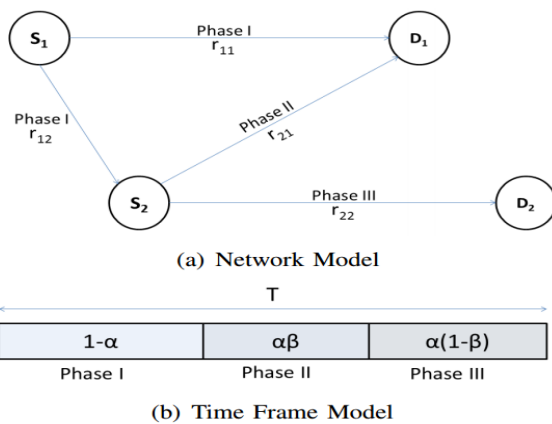 S1
Phase I
r11
D1
Phase I
r12
Phase II
r21
S2
Phase III
r22
D2
(a) Network Model
T
1-α αβ α(1-β)
Phase I Phase II Phase III
(b) Time Frame Model